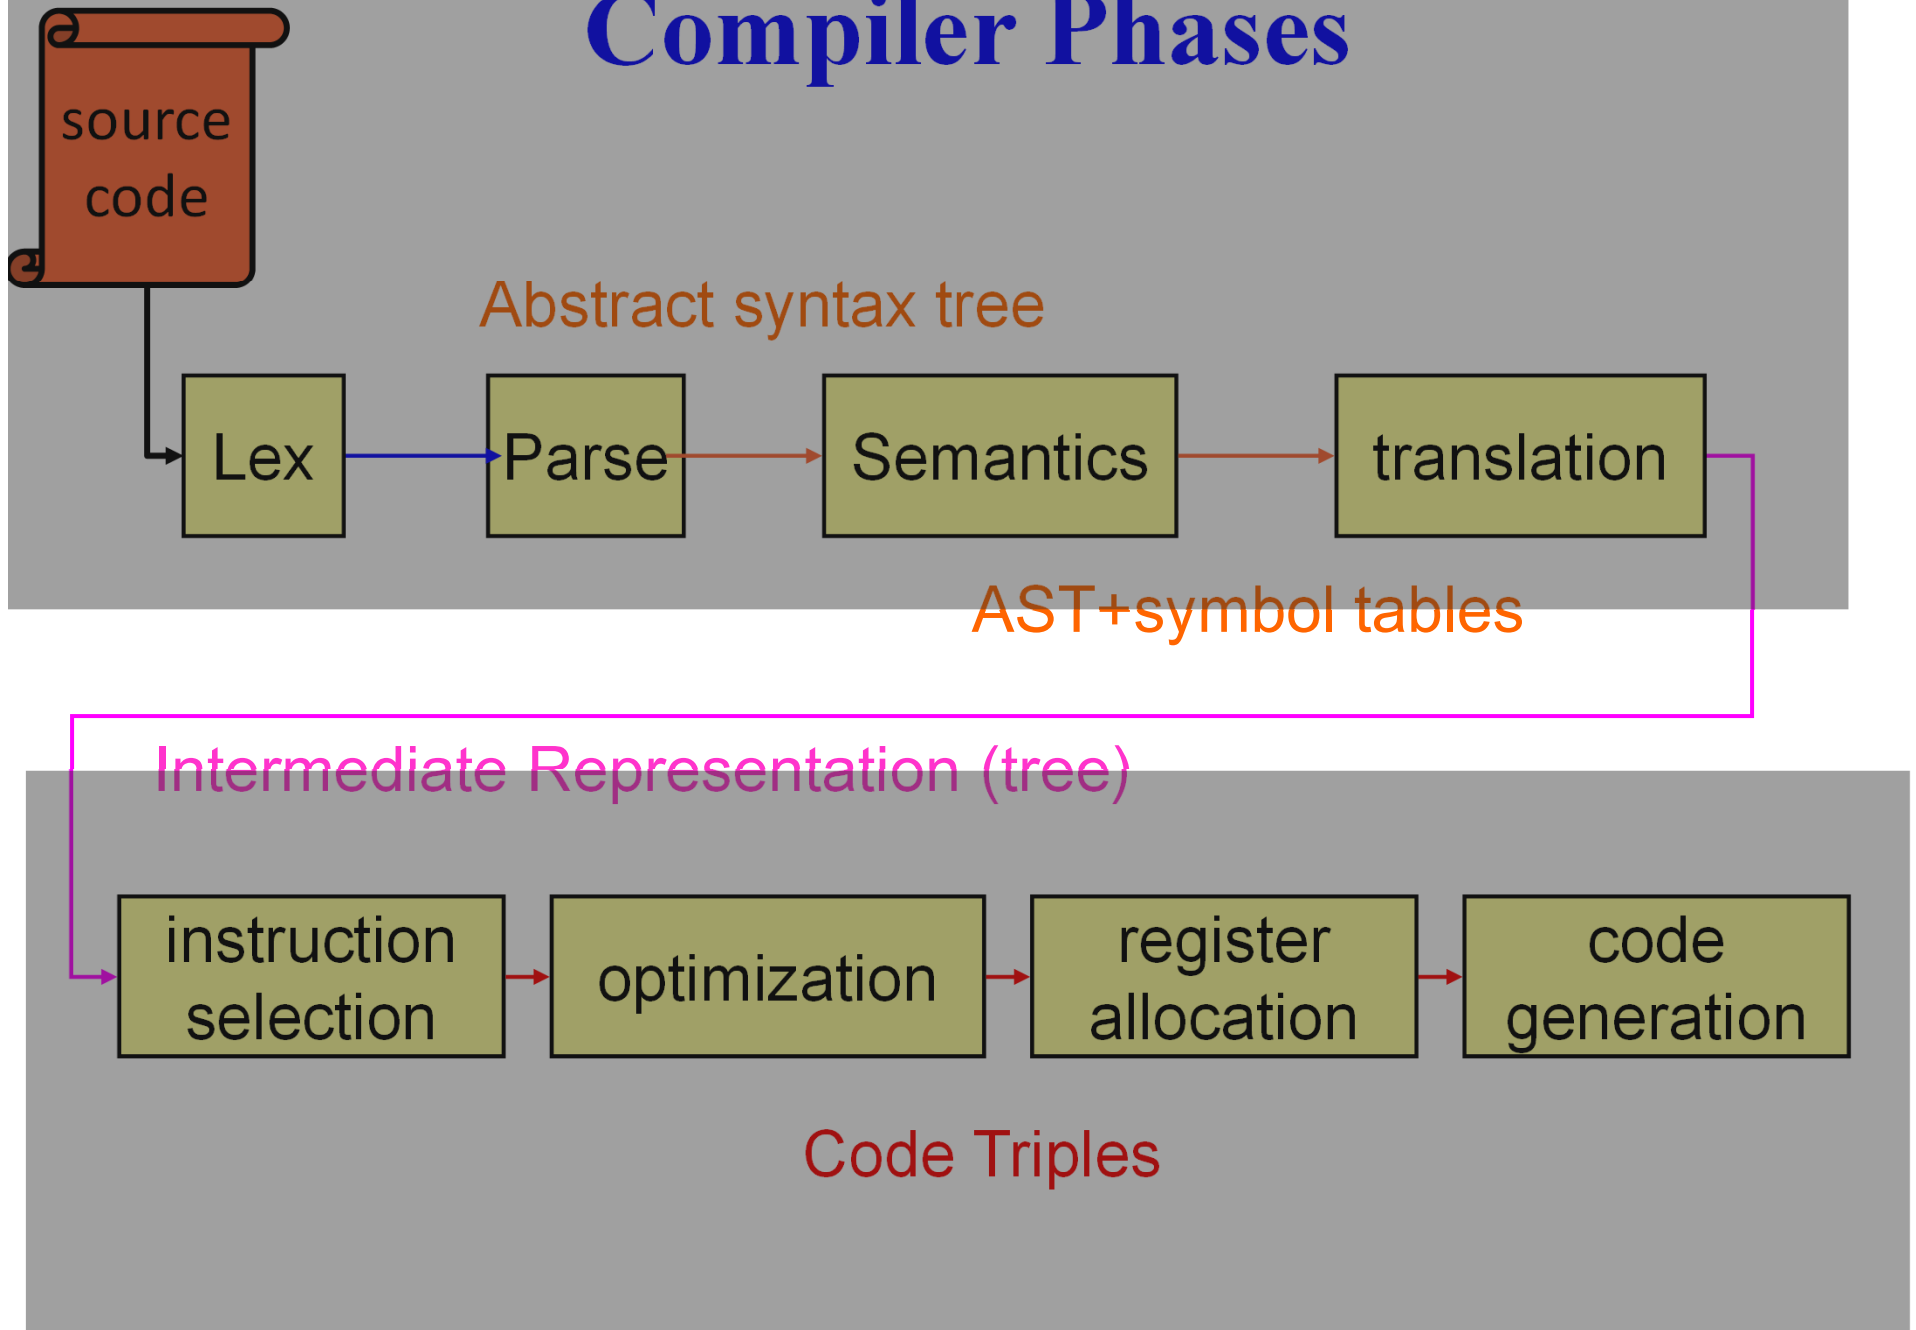 Compiler Phases
source
code
Abstract syntax tree
Lex
Parse
Semantics
translation
AST+symbol tables
Intermediate Representation (tree)
instruction
selection
optimization
register
allocation
code
generation
Code Triples